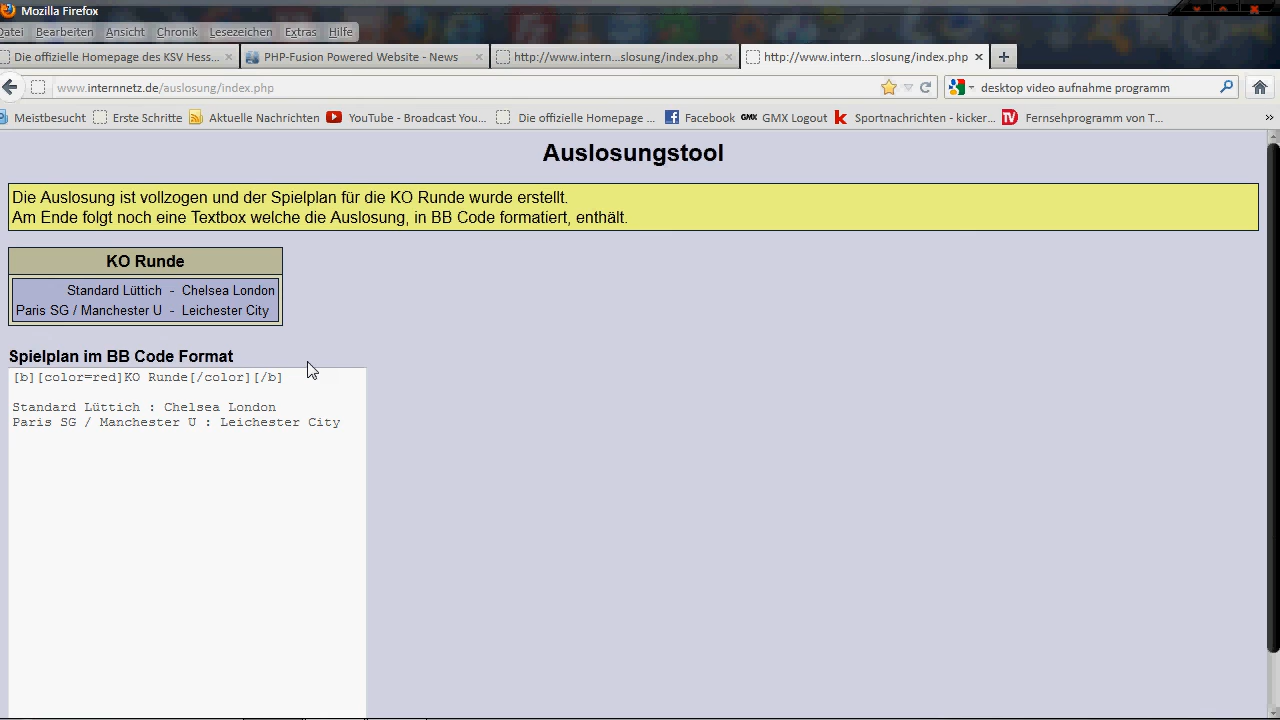 Mozilla Firefox
Datei Bearbeiten Ansicht Chronik Lesezeichen Extras Hilfe
Die offizielle Homepage des KSV Hess... PHP-Fusion Powered Website - News http://www.intern...slosung/index.php http://www.intern...slosung/index.php
www.internnetz.de/auslosung/index.php desktop video aufnahme programm
Meistbesucht Erste Schritte Aktuelle Nachrichten YouTube - Broadcast You... Die offizielle Homepage ... Facebook GMX GMX Logout k Sportnachrichten - kicker... TV Fernsehprogramm von T... »
Auslosungstool
Die Auslosung ist vollzogen und der Spielplan für die KO Runde wurde erstellt.
Am Ende folgt noch eine Textbox welche die Auslosung, in BB Code formatiert, enthält.
KO Runde
Standard Lüttich - Chelsea London
Paris SG / Manchester U - Leichester City
Spielplan im BB Code Format
[b][color=red]KO Runde[/color][/b]
Standard Lüttich : Chelsea London
Paris SG / Manchester U : Leichester City